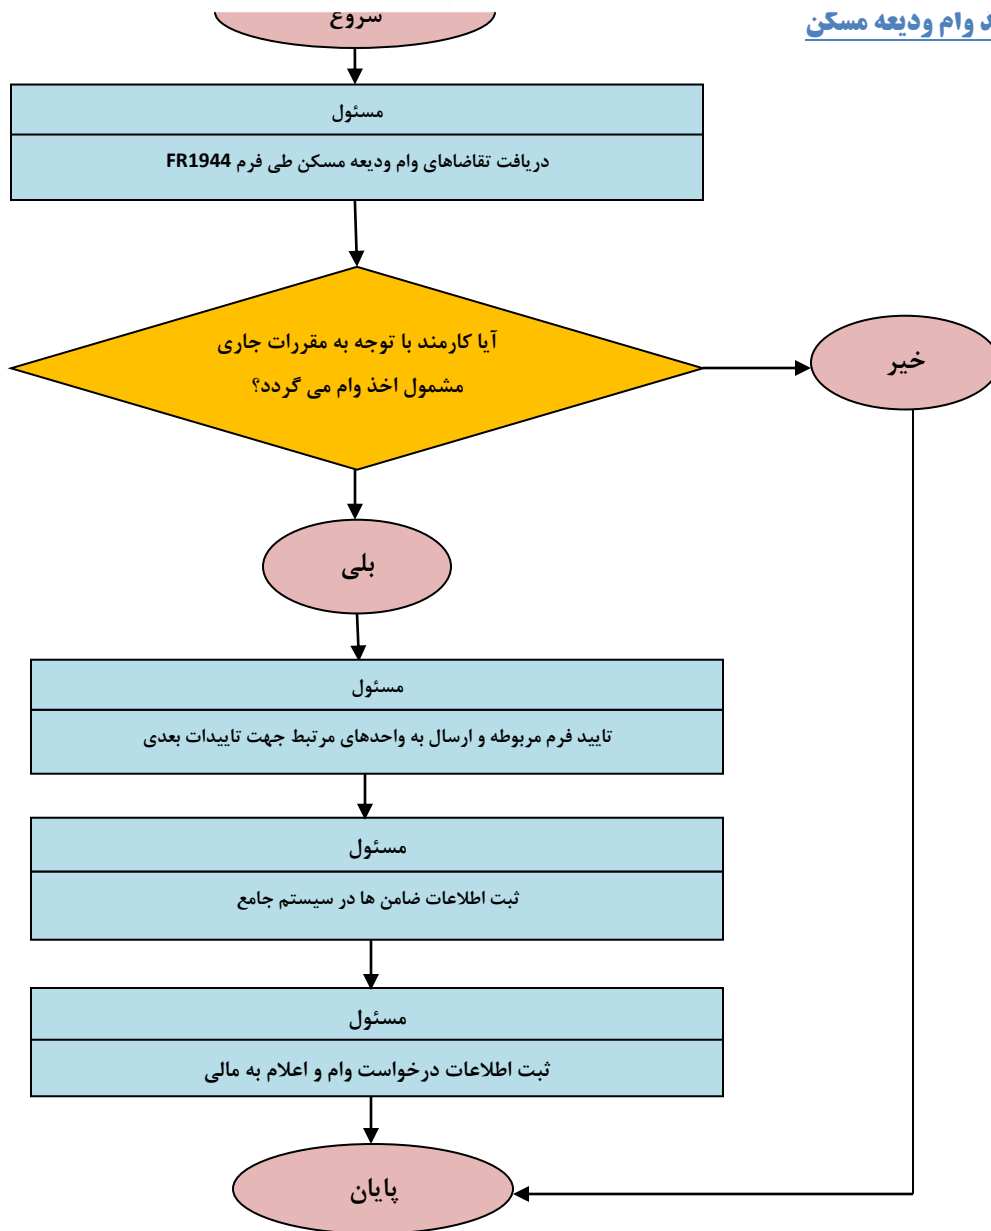 وام ودیعه مسکن
شروع
مسئول
دریافت تقاضاهای وام ودیعه مسکن طی فرم FR1944
آیا کارمند با توجه به مقررات جاری
مشمول اخذ وام می گردد؟
خیر
بلی
مسئول
تایید فرم مربوطه و ارسال به واحدهای مرتبط جهت تاییدات بعدی
مسئول
ثبت اطلاعات ضامن ها در سیستم جامع
مسئول
ثبت اطلاعات درخواست وام و اعلام به مالی
پایان